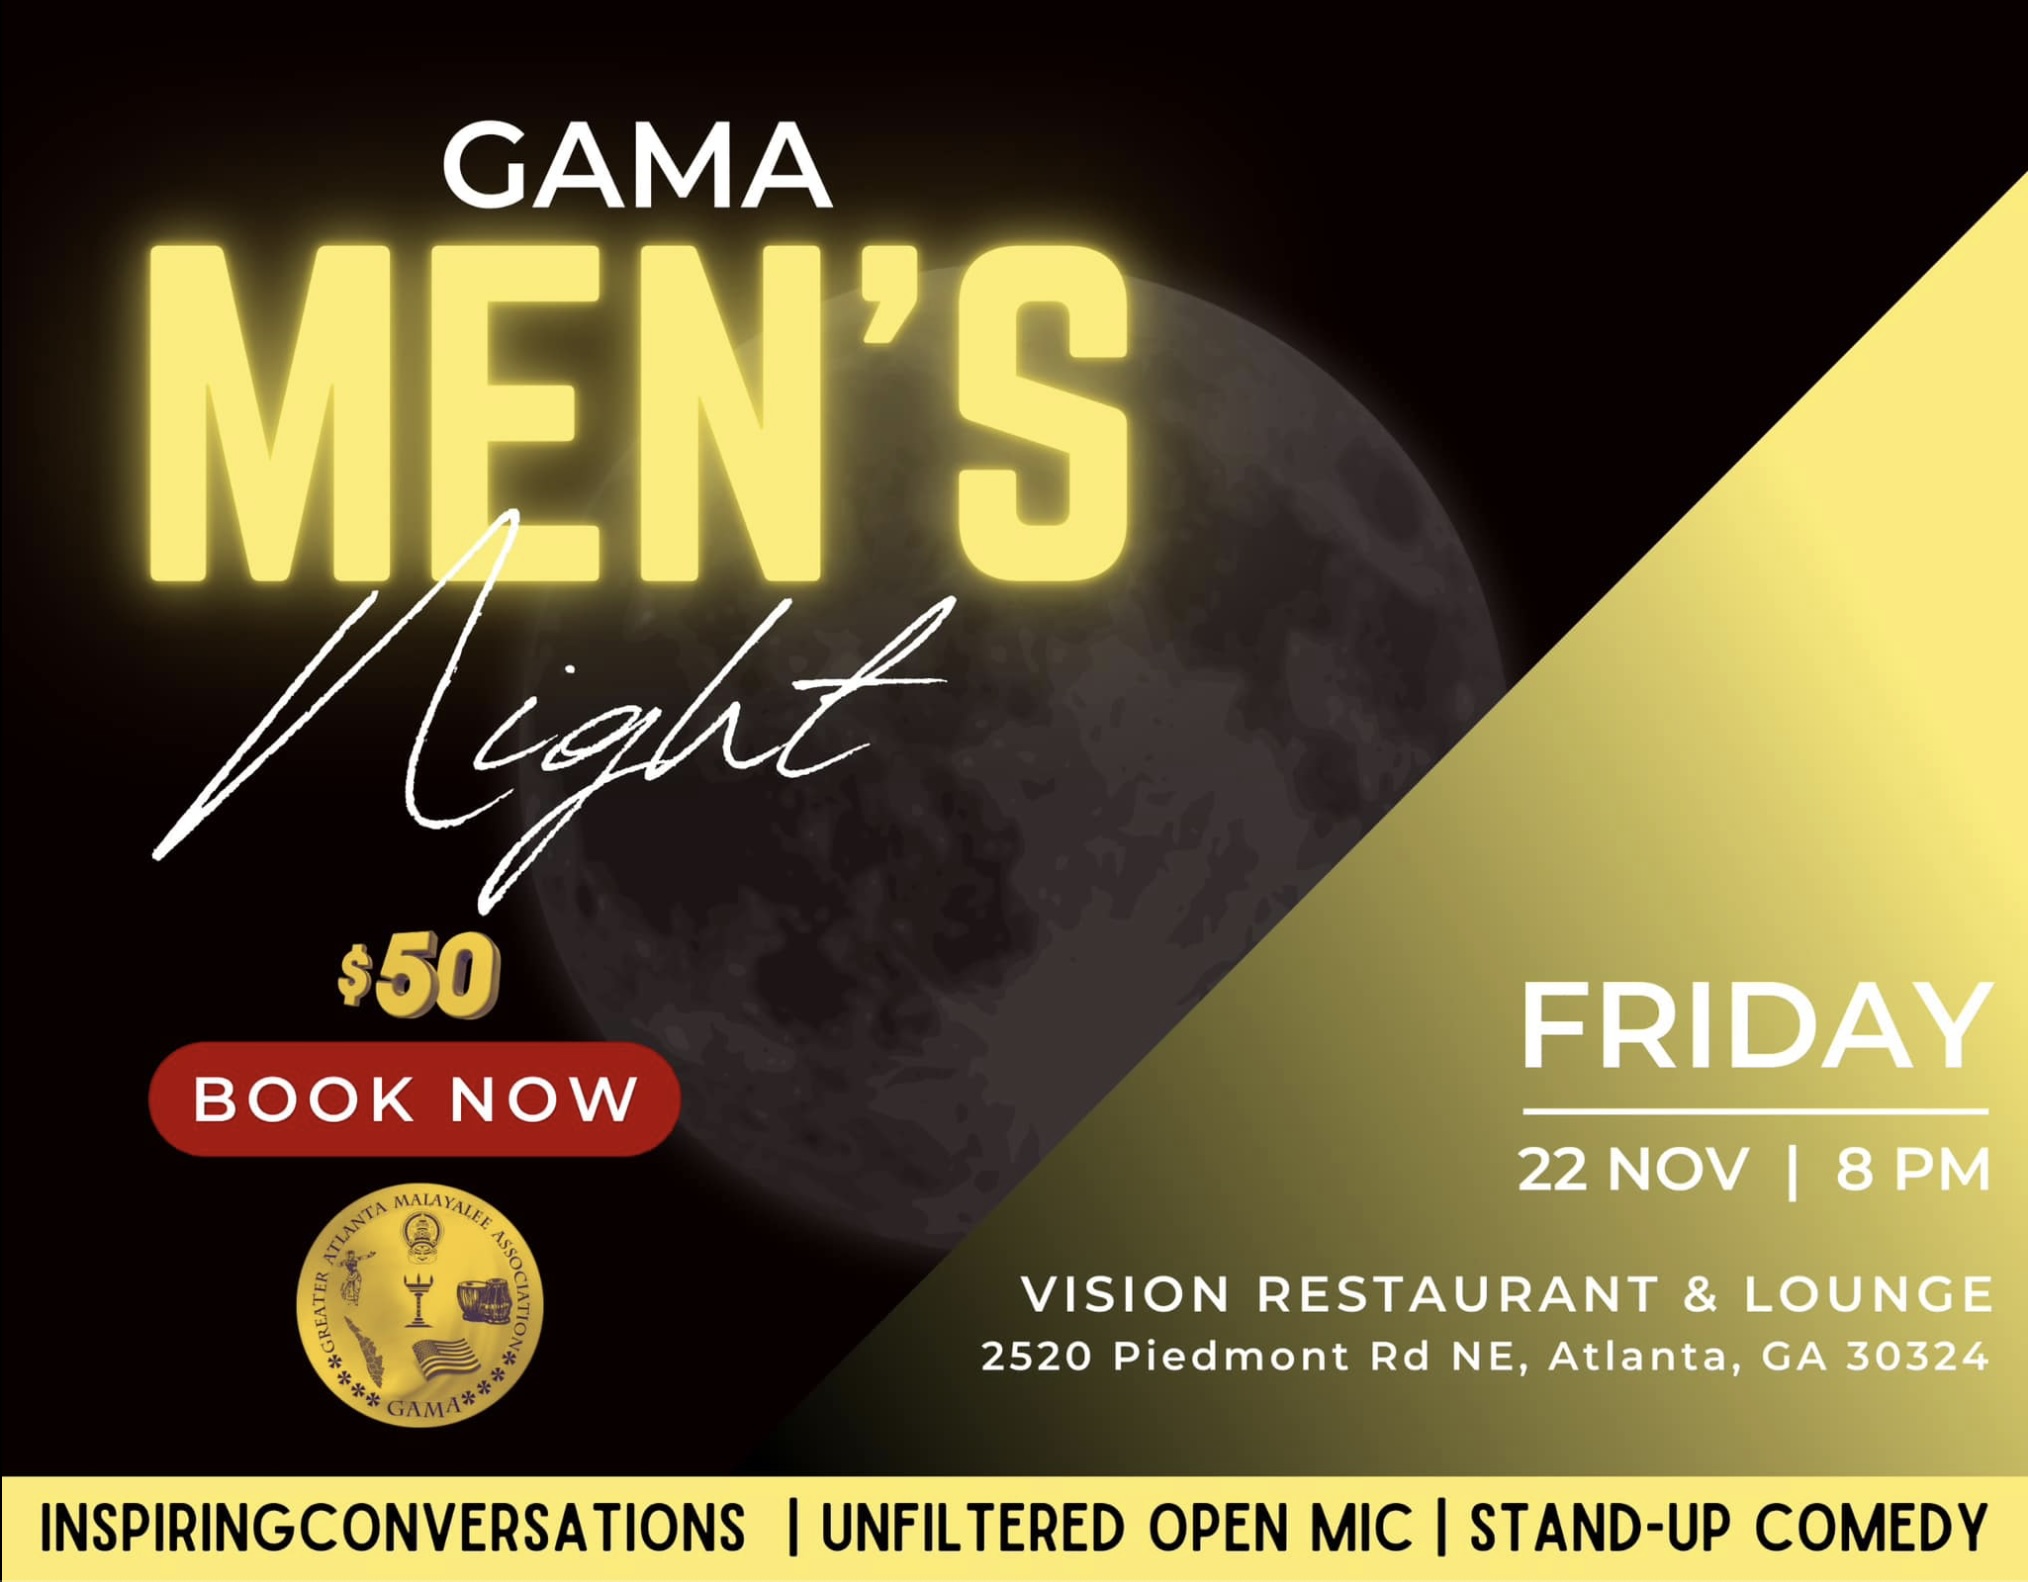 GAMA
MEN'S
Night
$50
BOOK NOW
GREATER ATLANTA MALAYALEE ASSOCIATION
GAMA
FRIDAY
22 NOV | 8 PM
VISION RESTAURANT & LOUNGE
2520 Piedmont Rd NE, Atlanta, GA 30324
INSPIRINGCONVERSATIONS | UNFILTERED OPEN MIC | STAND-UP COMEDY